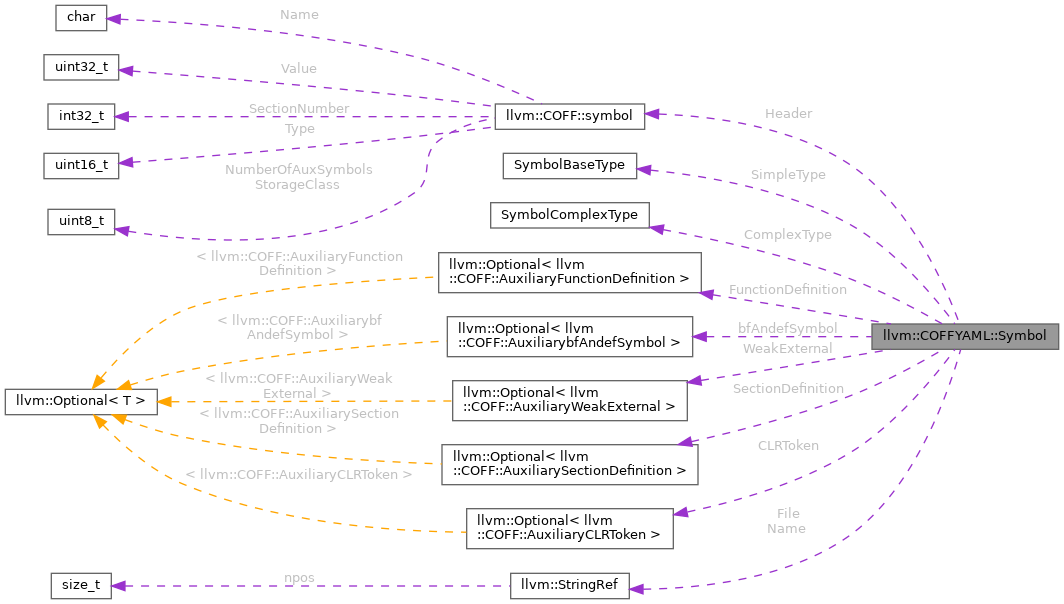 char
Name
uint32_t
Value
int32_t
SectionNumber
llvm::COFF::symbol
Header
Type
uint16_t
SymbolBaseType
SimpleType
NumberOfAuxSymbols
StorageClass
uint8_t
SymbolComplexType
ComplexType
< llvm::COFF::AuxiliaryFunction
Definition >
llvm::Optional< llvm
::COFF::AuxiliaryFunctionDefinition >
FunctionDefinition
< llvm::COFF::Auxiliarybf
AndefSymbol >
llvm::Optional< llvm
::COFF::AuxiliarybfAndefSymbol >
bfAndefSymbol
llvm::COFFYAML::Symbol
WeakExternal
< llvm::COFF::AuxiliaryWeak
External >
llvm::Optional< llvm
::COFF::AuxiliaryWeakExternal >
SectionDefinition
llvm::Optional< T >
< llvm::COFF::AuxiliarySection
Definition >
llvm::Optional< llvm
::COFF::AuxiliarySectionDefinition >
CLRToken
< llvm::COFF::AuxiliaryCLRToken >
llvm::Optional< llvm
::COFF::AuxiliaryCLRToken >
File
Name
size_t
npos
llvm::StringRef